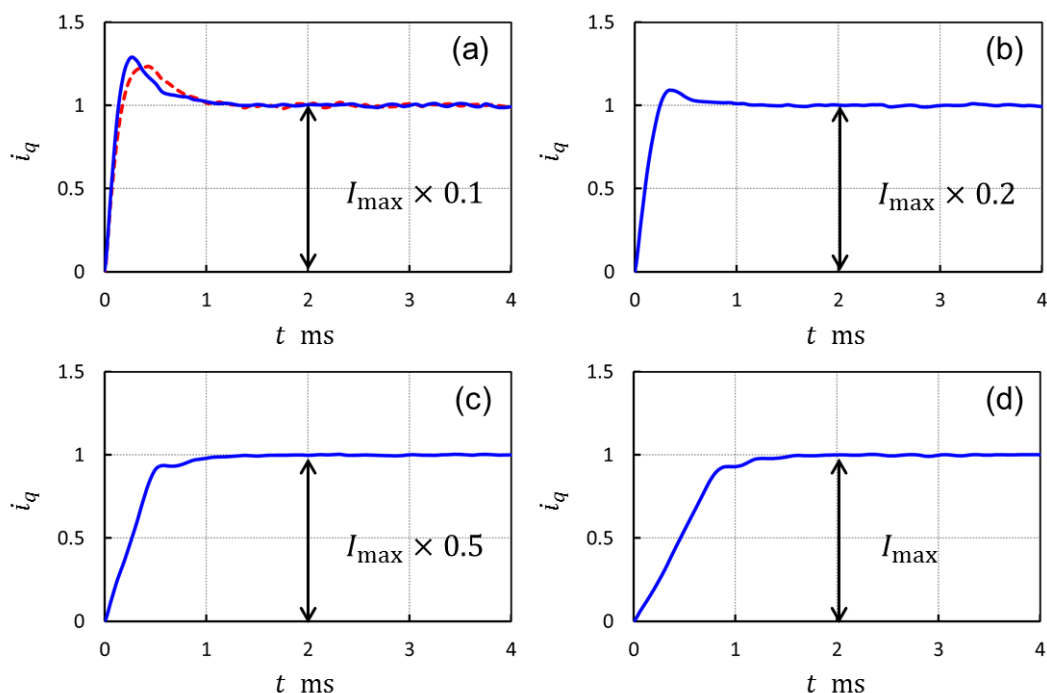 1.5
(a)
1
i_q
0.5
I_max × 0.1
0
0 1 2 3 4
t ms
1.5
(b)
1
i_q
0.5
I_max × 0.2
0
0 1 2 3 4
t ms
1.5
(c)
1
i_q
0.5
I_max × 0.5
0
0 1 2 3 4
t ms
1.5
(d)
1
i_q
0.5
I_max
0
0 1 2 3 4
t ms